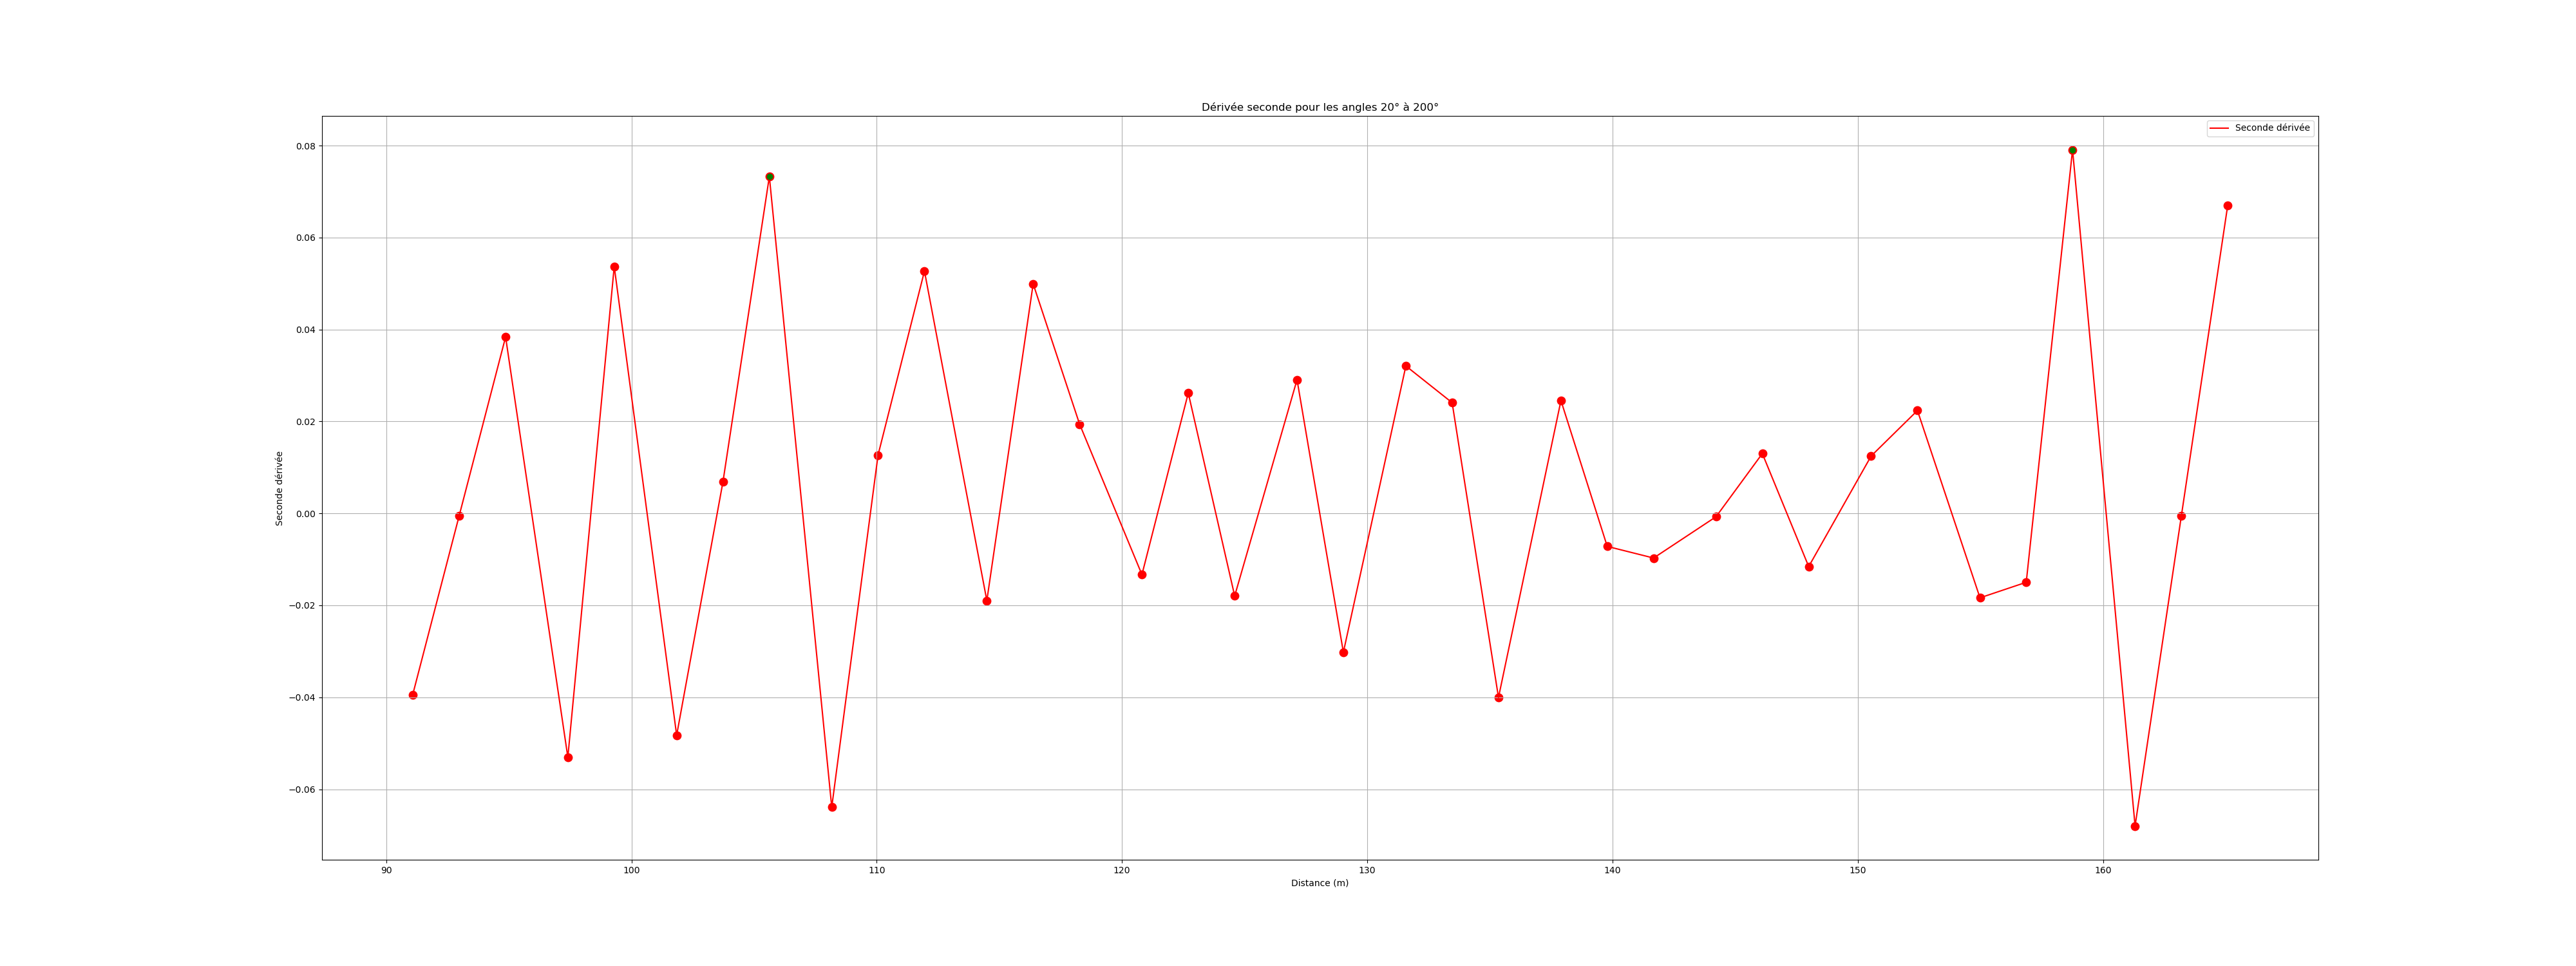 Dérivée seconde pour les angles 20° à 200°
Seconde dérivée
0.08
0.06
0.04
0.02
0.00
−0.02
−0.04
−0.06
Seconde dérivée
90 100 110 120 130 140 150 160
Distance (m)